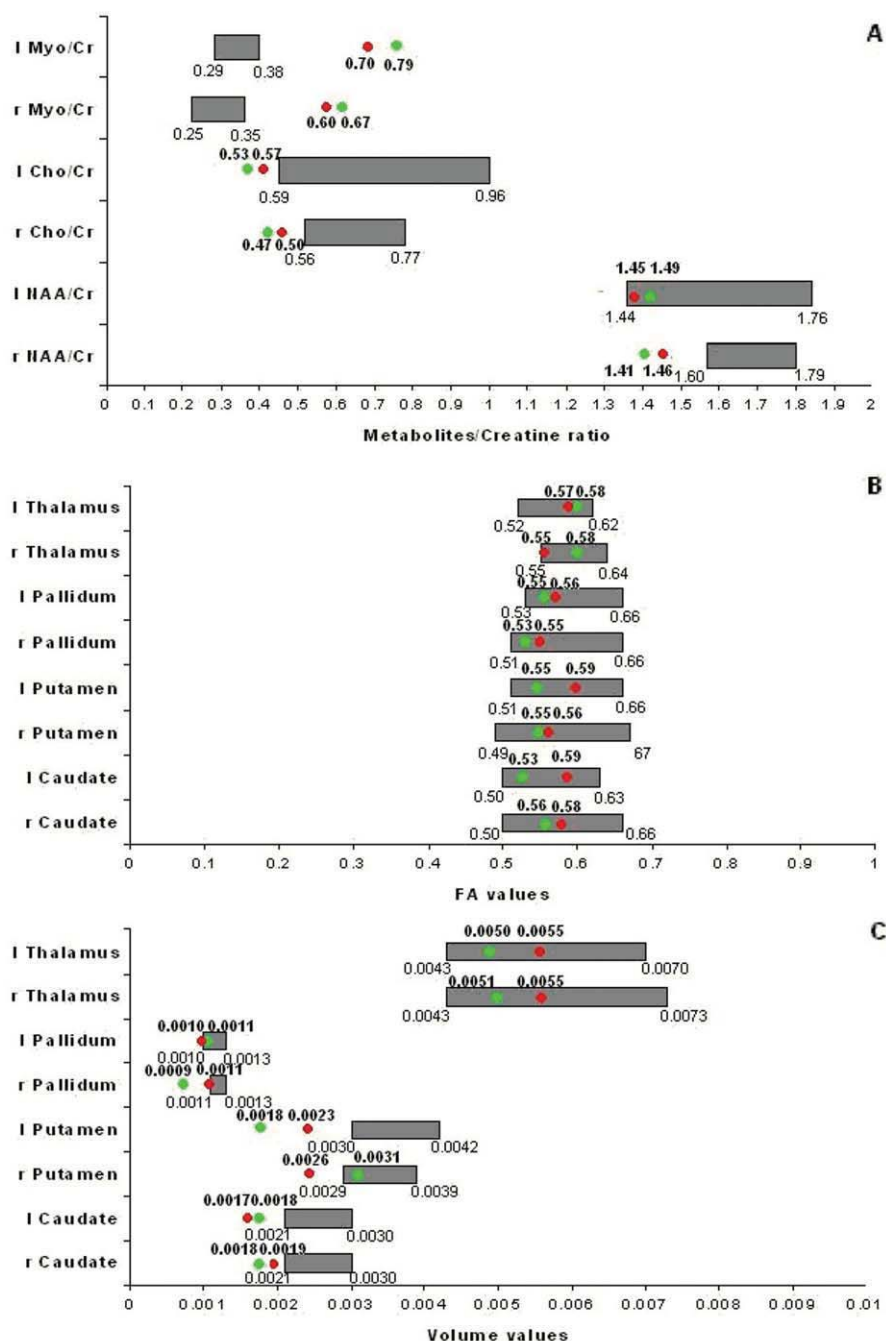 A
l Myo/Cr
0.70 0.79
0.29 0.38
r Myo/Cr
0.60 0.67
0.25 0.35
0.53 0.57
l Cho/Cr
0.59 0.96
r Cho/Cr
0.47 0.50 0.56 0.77
1.45 1.49
l NAA/Cr
1.44 1.76
r NAA/Cr
1.41 1.46 1.60 1.79
0 0.1 0.2 0.3 0.4 0.5 0.6 0.7 0.8 0.9 1 1.1 1.2 1.3 1.4 1.5 1.6 1.7 1.8 1.9 2
Metabolites/Creatine ratio
B
0.57 0.58
l Thalamus
0.52 0.62
0.55 0.58
r Thalamus
0.55 0.64
0.55 0.56
l Pallidum
0.53 0.66
0.53 0.55
r Pallidum
0.51 0.66
0.55 0.59
l Putamen
0.51 0.66
0.55 0.56
r Putamen
0.49 67
0.53 0.59
l Caudate
0.50 0.63
0.56 0.58
r Caudate
0.50 0.66
0 0.1 0.2 0.3 0.4 0.5 0.6 0.7 0.8 0.9 1
FA values
C
0.0050 0.0055
l Thalamus
0.0043 0.0070
0.0051 0.0055
r Thalamus
0.0043 0.0073
0.0010 0.0011
l Pallidum
0.0010 0.0013
0.0009 0.0011
r Pallidum
0.0011 0.0013
0.0018 0.0023
l Putamen
0.0030 0.0042
0.0026 0.0031
r Putamen
0.0029 0.0039
0.0017 0.0018
l Caudate
0.0021 0.0030
0.0018 0.0019
r Caudate
0.0021 0.0030
0 0.001 0.002 0.003 0.004 0.005 0.006 0.007 0.008 0.009 0.01
Volume values